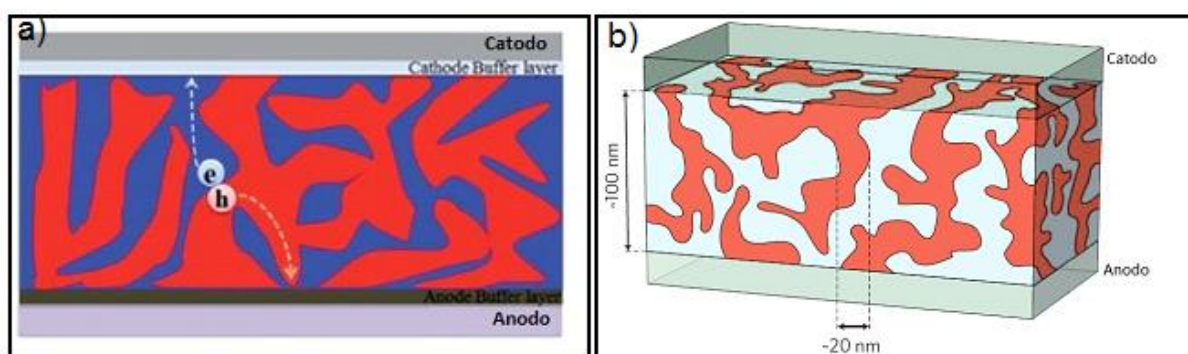 a)
Catodo
Cathode Buffer layer
e
h
Anode Buffer layer
Anodo
b)
Catodo
~100 nm
Anodo
~20 nm